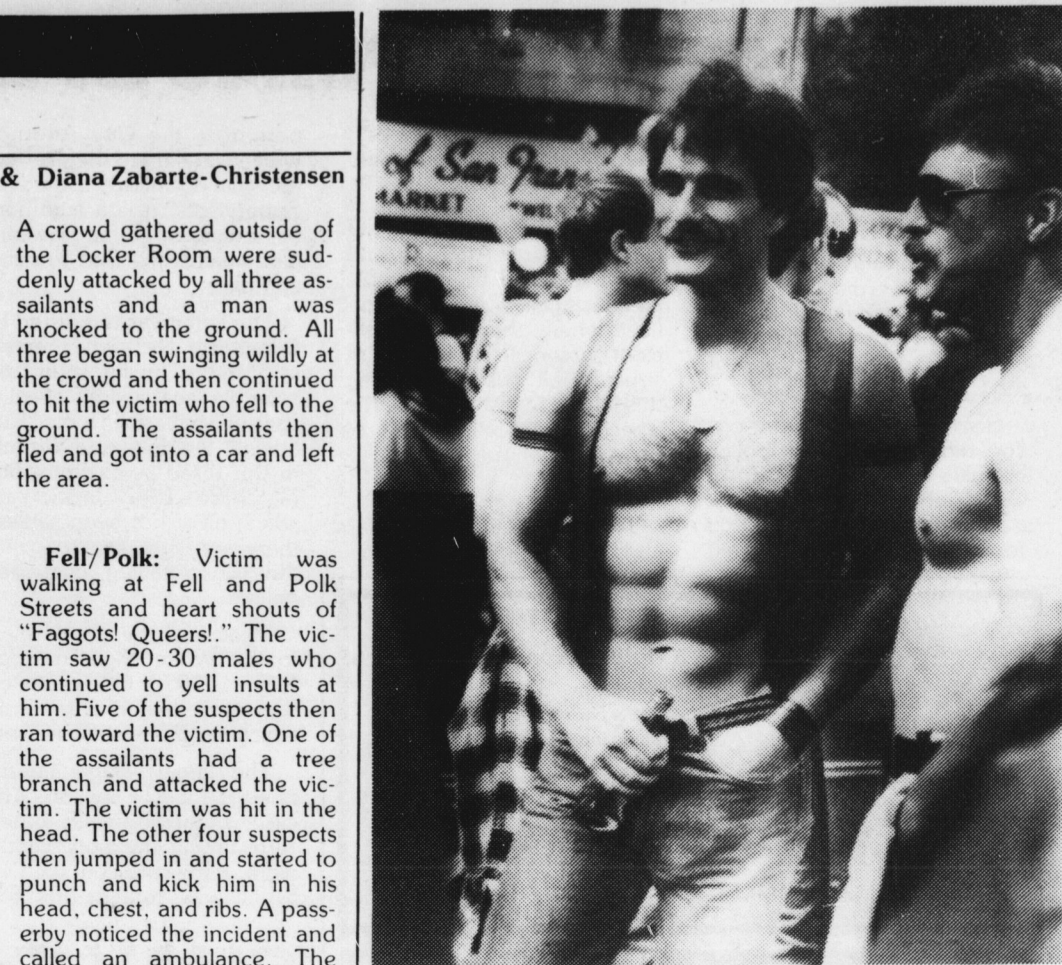 & Diana Zabarte-Christensen
A crowd gathered outside of
the Locker Room were sud-
denly attacked by all three as-
sailants and a man was
knocked to the ground. All
three began swinging wildly at
the crowd and then continued
to hit the victim who fell to the
ground. The assailants then
fled and got into a car and left
the area.
Fell/Polk: Victim was
walking at Fell and Polk
Streets and heart shouts of
"Faggots! Queers!." The vic-
tim saw 20-30 males who
continued to yell insults at
him. Five of the suspects then
ran toward the victim. One of
the assailants had a tree
branch and attacked the vic-
tim. The victim was hit in the
head. The other four suspects
then jumped in and started to
punch and kick him in his
head, chest, and ribs. A pass-
erby noticed the incident and
called an ambulance. The
of San Fran
MARKET